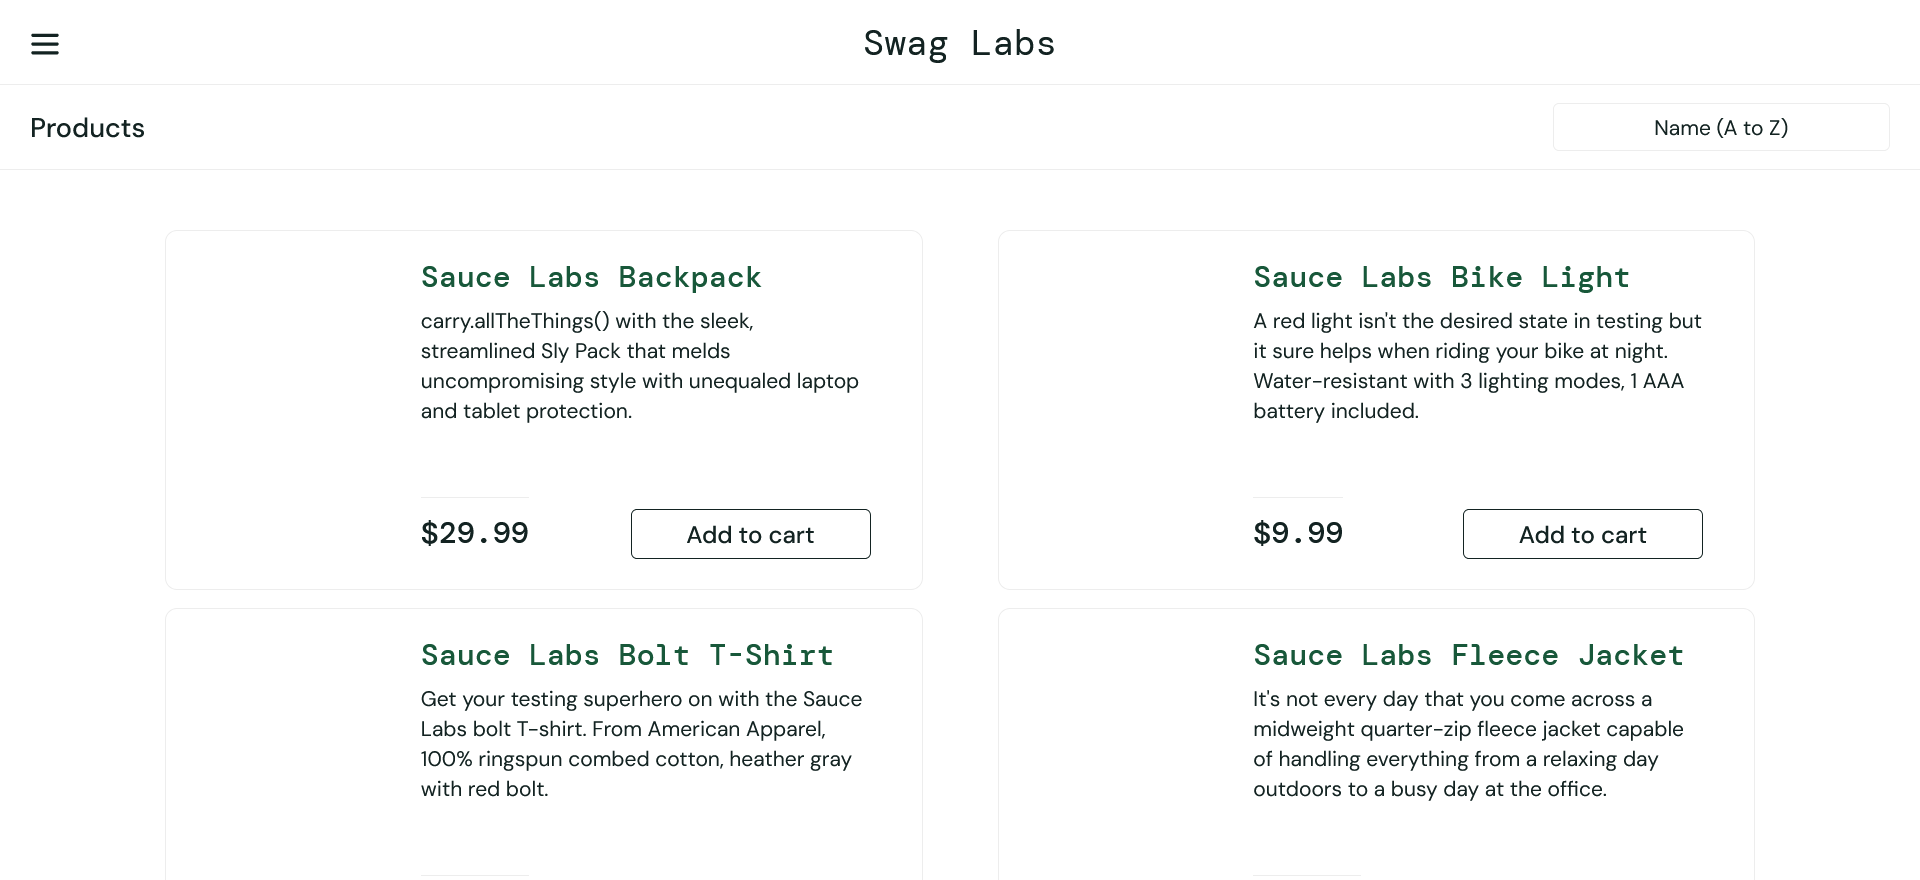 Swag Labs
Products
Name (A to Z)
Sauce Labs Backpack
carry.allTheThings() with the sleek,
streamlined Sly Pack that melds
uncompromising style with unequaled laptop
and tablet protection.
$29.99
Add to cart
Sauce Labs Bike Light
A red light isn't the desired state in testing but
it sure helps when riding your bike at night.
Water-resistant with 3 lighting modes, 1 AAA
battery included.
$9.99
Add to cart
Sauce Labs Bolt T-Shirt
Get your testing superhero on with the Sauce
Labs bolt T-shirt. From American Apparel,
100% ringspun combed cotton, heather gray
with red bolt.
Sauce Labs Fleece Jacket
It's not every day that you come across a
midweight quarter-zip fleece jacket capable
of handling everything from a relaxing day
outdoors to a busy day at the office.